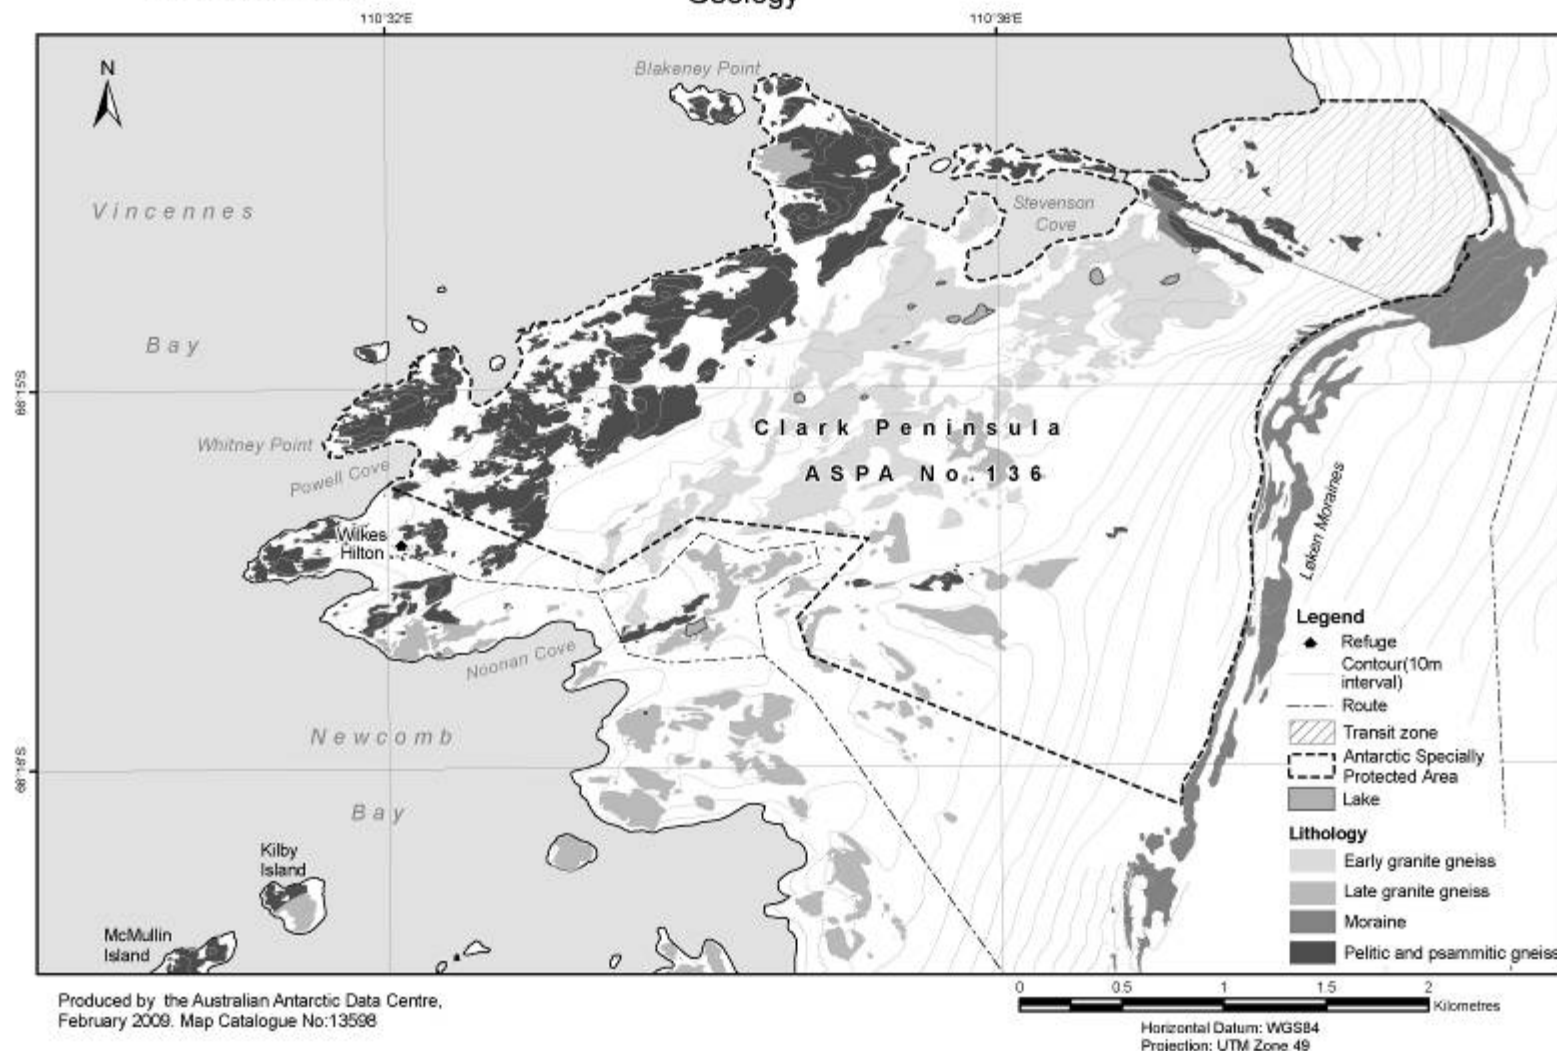 Geology
110°32'E
110°36'E
N
Blakeney Point
Vincennes
Stevenson
Cove
Bay
66°15'S
Clark Peninsula
Whitney Point
ASPA No.136
Powell Cove
Wilkes
Hilton
Løken Moraines
Noonan Cove
Newcomb
Bay
Kilby
Island
McMullin
Island
Legend
Refuge
Contour(10m
interval)
Route
Transit zone
Antarctic Specially
Protected Area
Lake
Lithology
Early granite gneiss
Late granite gneiss
Moraine
Pelitic and psammitic gneiss
Produced by the Australian Antarctic Data Centre,
February 2009. Map Catalogue No:13598
0 0.5 1 1.5 2
Kilometres
Horizontal Datum: WGS84
Projection: UTM Zone 49